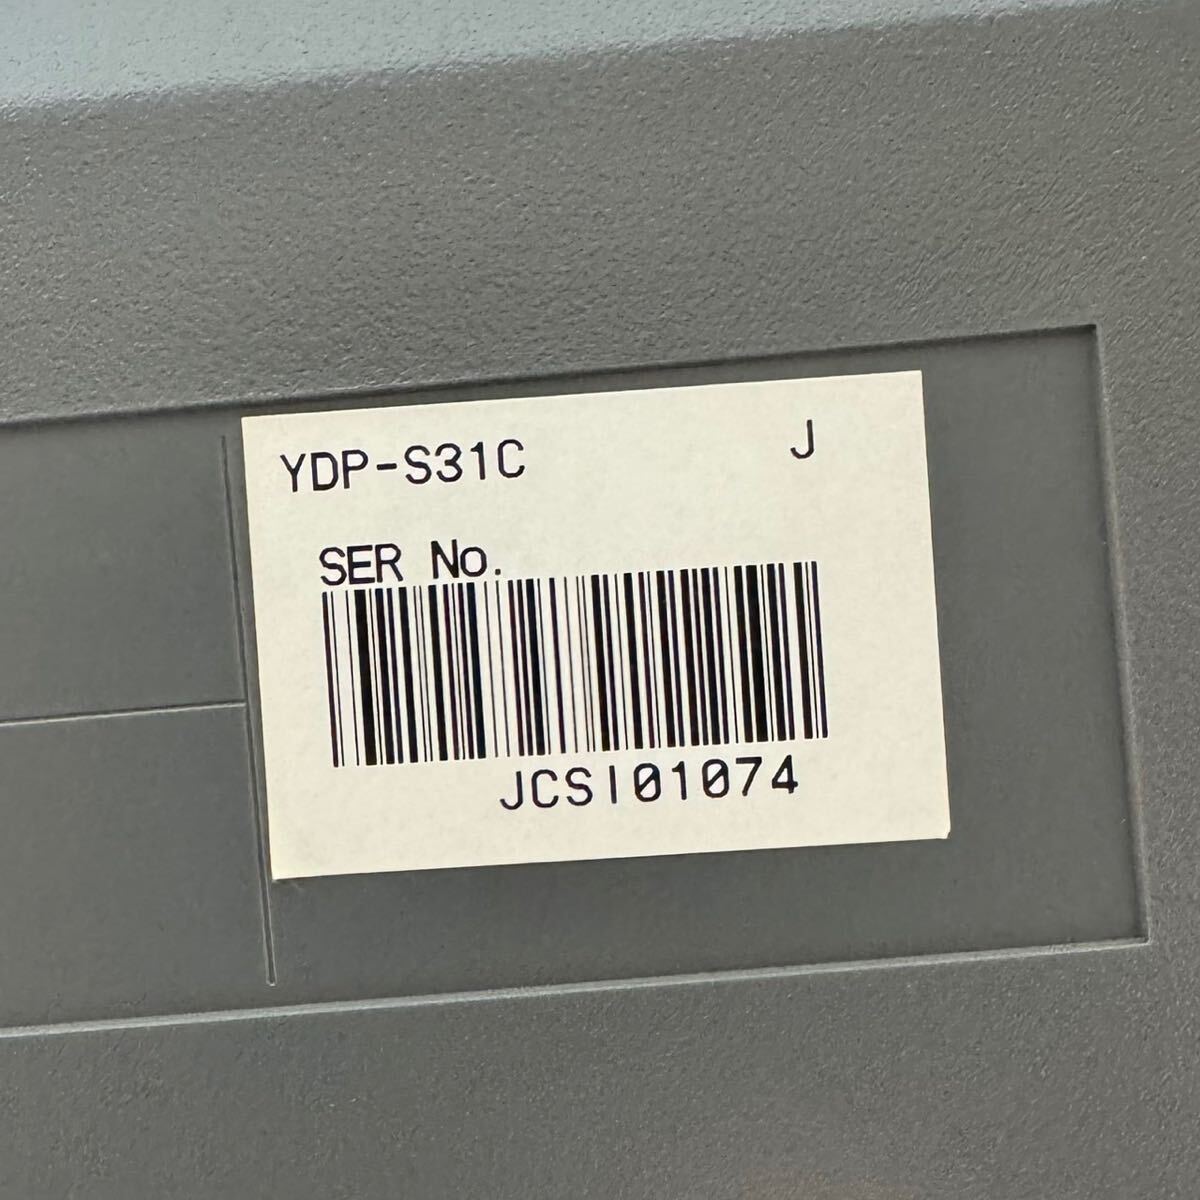 YDP-S31C J
SER No.
JCSI01074